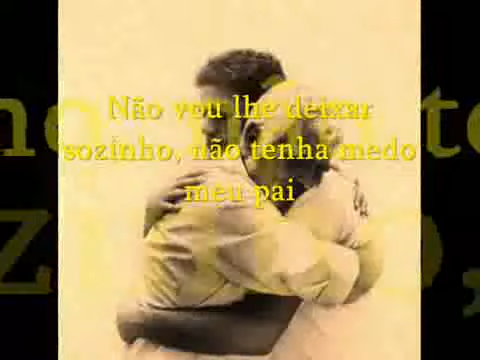 Não vou lhe deixar
sozinho, não tenha medo
meu pai